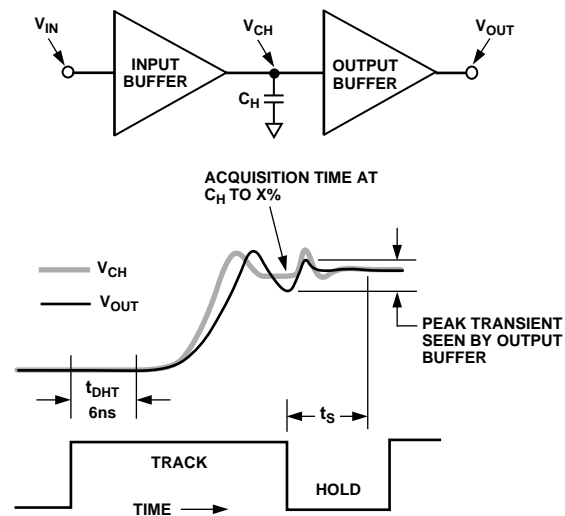 V_IN
V_CH
V_OUT
INPUT
BUFFER
OUTPUT
BUFFER
C_H
ACQUISITION TIME AT
C_H TO X%
V_CH
V_OUT
PEAK TRANSIENT
SEEN BY OUTPUT
BUFFER
t_DHT
6ns
t_S
TRACK
HOLD
TIME